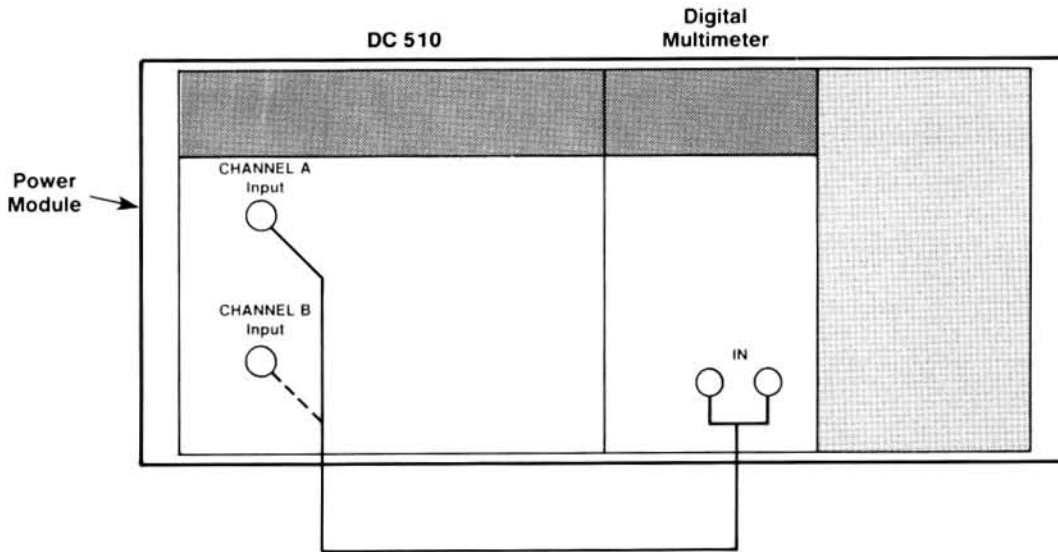 DC 510
Digital
Multimeter
Power
Module
CHANNEL A
Input
CHANNEL B
Input
IN